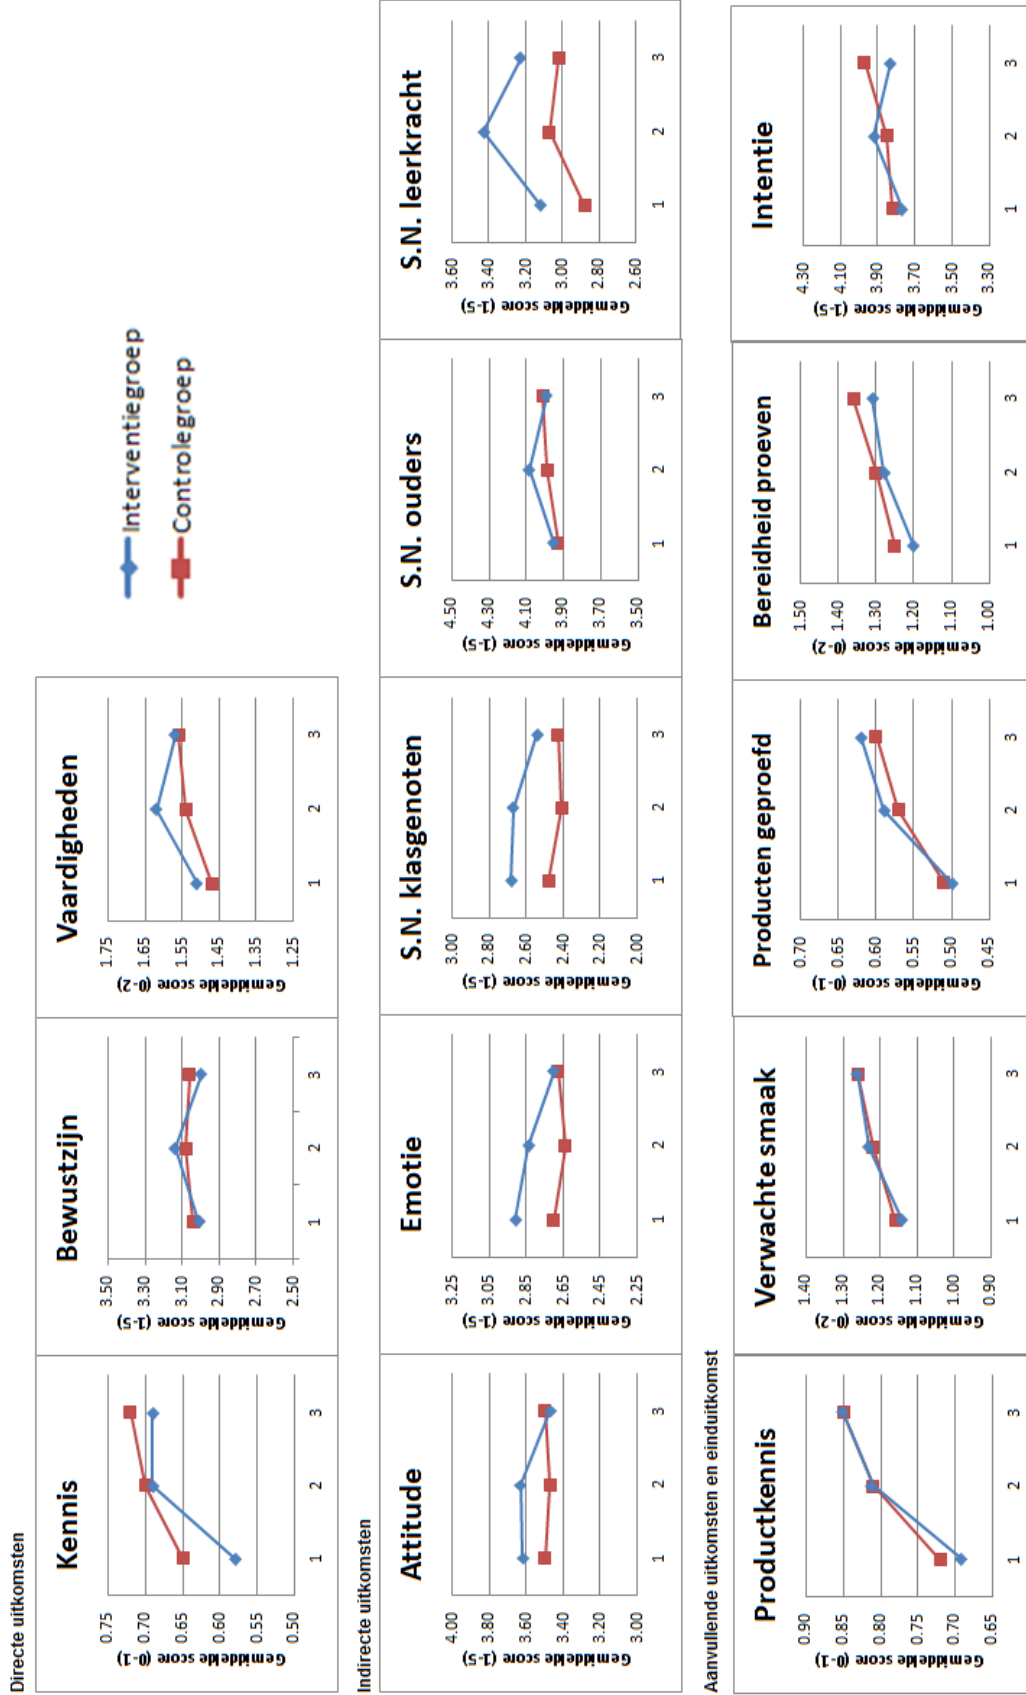 Directe uitkomsten
Interventiegroep
Controlegroep
Kennis
Gemiddelde score (0-1)
0.75
0.70
0.65
0.60
0.55
0.50
1 2 3
Bewustzijn
Gemiddelde score (1-5)
3.50
3.30
3.10
2.90
2.70
2.50
1 2 3
Vaardigheden
Gemiddelde score (0-2)
1.75
1.65
1.55
1.45
1.35
1.25
1 2 3
Indirecte uitkomsten
Attitude
Gemiddelde score (1-5)
4.00
3.80
3.60
3.40
3.20
3.00
1 2 3
Emotie
Gemiddelde score (1-5)
3.25
3.05
2.85
2.65
2.45
2.25
1 2 3
S.N. klasgenoten
Gemiddelde score (1-5)
3.00
2.80
2.60
2.40
2.20
2.00
1 2 3
S.N. ouders
Gemiddelde score (1-5)
4.50
4.30
4.10
3.90
3.70
3.50
1 2 3
S.N. leerkracht
Gemiddelde score (1-5)
3.60
3.40
3.20
3.00
2.80
2.60
1 2 3
Aanvullende uitkomsten en einduitkomst
Productkennis
Gemiddelde score (0-1)
0.90
0.85
0.80
0.75
0.70
0.65
1 2 3
Verwachte smaak
Gemiddelde score (0-2)
1.40
1.30
1.20
1.10
1.00
0.90
1 2 3
Producten geproefd
Gemiddelde score (0-1)
0.70
0.65
0.60
0.55
0.50
0.45
1 2 3
Bereidheid proeven
Gemiddelde score (0-2)
1.50
1.40
1.30
1.20
1.10
1.00
1 2 3
Intentie
Gemiddelde score (1-5)
4.30
4.10
3.90
3.70
3.50
3.30
1 2 3